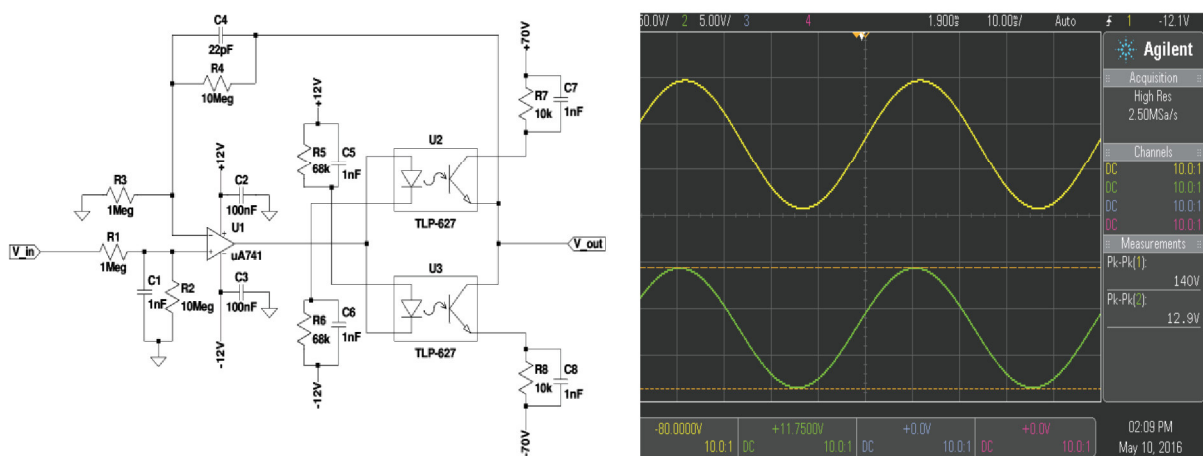 C4
22pF
R4
10Meg
+70V
R7
10k
C7
1nF
+12V
R5
68k
C5
1nF
U2
TLP-627
+12V
C2
100nF
R3
1Meg
U1
uA741
V_in
R1
1Meg
V_out
C1
1nF
R2
10Meg
C3
100nF
-12V
U3
TLP-627
R6
68k
C6
1nF
-12V
R8
10k
C8
1nF
-70V
50.0V/ 2 5.00V/ 3 4 1.900s 10.00s/ Auto 1 -12.1V
Agilent
Acquisition
High Res
2.50MSa/s
Channels
DC 10.0:1
DC 10.0:1
DC 10.0:1
DC 10.0:1
Measurements
Pk-Pk(1):
140V
Pk-Pk(2):
12.9V
-80.0000V
10.0:1
+11.7500V
DC 10.0:1
+0.0V
DC 10.0:1
+0.0V
DC 10.0:1
02:09 PM
May 10, 2016